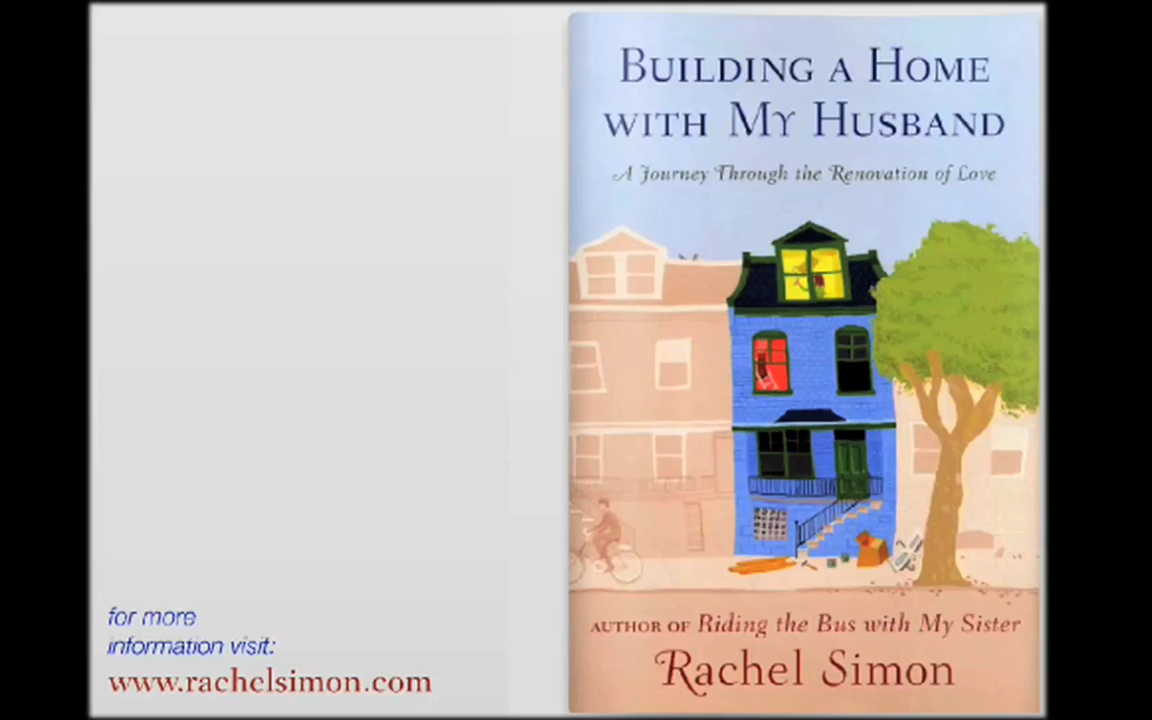 BUILDING A HOME
WITH MY HUSBAND
A Journey Through the Renovation of Love
AUTHOR OF Riding the Bus with My Sister
Rachel Simon
for more
information visit:
www.rachelsimon.com